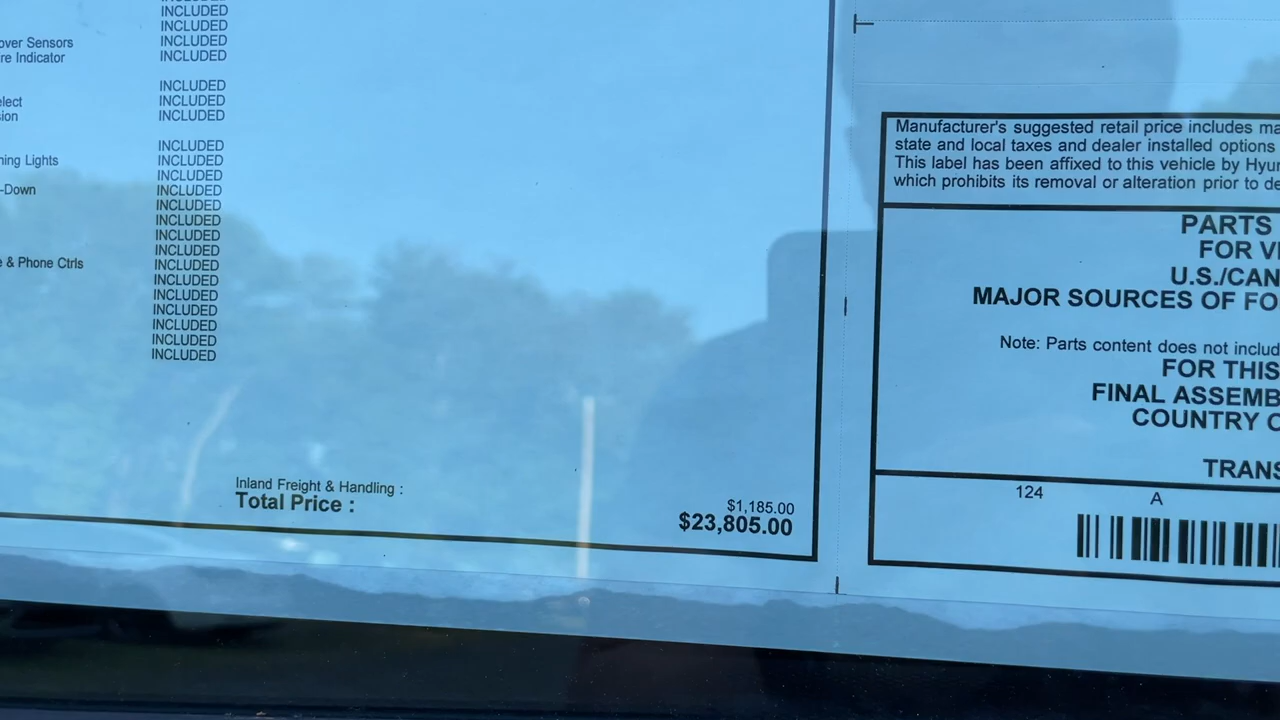 INCLUDED
INCLUDED
over Sensors INCLUDED
re Indicator INCLUDED
INCLUDED
elect INCLUDED
sion INCLUDED
INCLUDED
ning Lights INCLUDED
INCLUDED
-Down INCLUDED
INCLUDED
INCLUDED
INCLUDED
INCLUDED
e & Phone Ctrls INCLUDED
INCLUDED
INCLUDED
INCLUDED
INCLUDED
INCLUDED
INCLUDED
Inland Freight & Handling : $1,185.00
Total Price : $23,805.00
Manufacturer's suggested retail price includes ma
state and local taxes and dealer installed options
This label has been affixed to this vehicle by Hyun
which prohibits its removal or alteration prior to de
PARTS
FOR VE
U.S./CAN
MAJOR SOURCES OF FO
Note: Parts content does not includ
FOR THIS
FINAL ASSEMB
COUNTRY O
TRANS
124 A